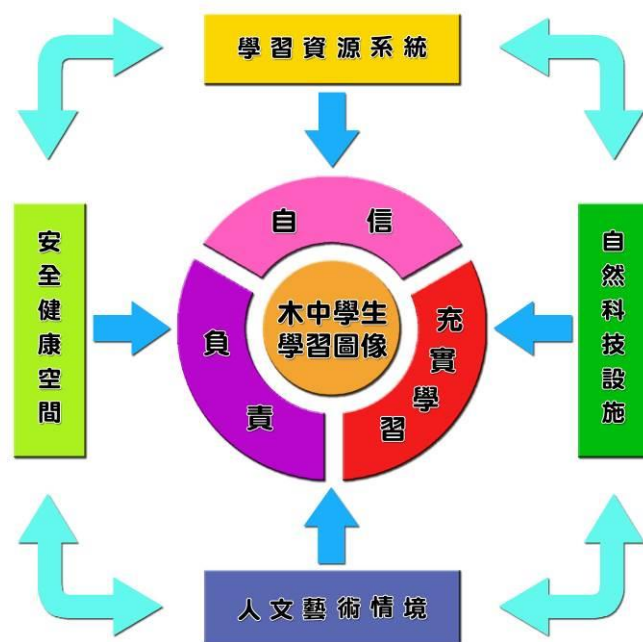 學習資源系統
自信
安全健康空間
木中學生
學習圖像
負責
充實學習
自然科技設施
人文藝術情境